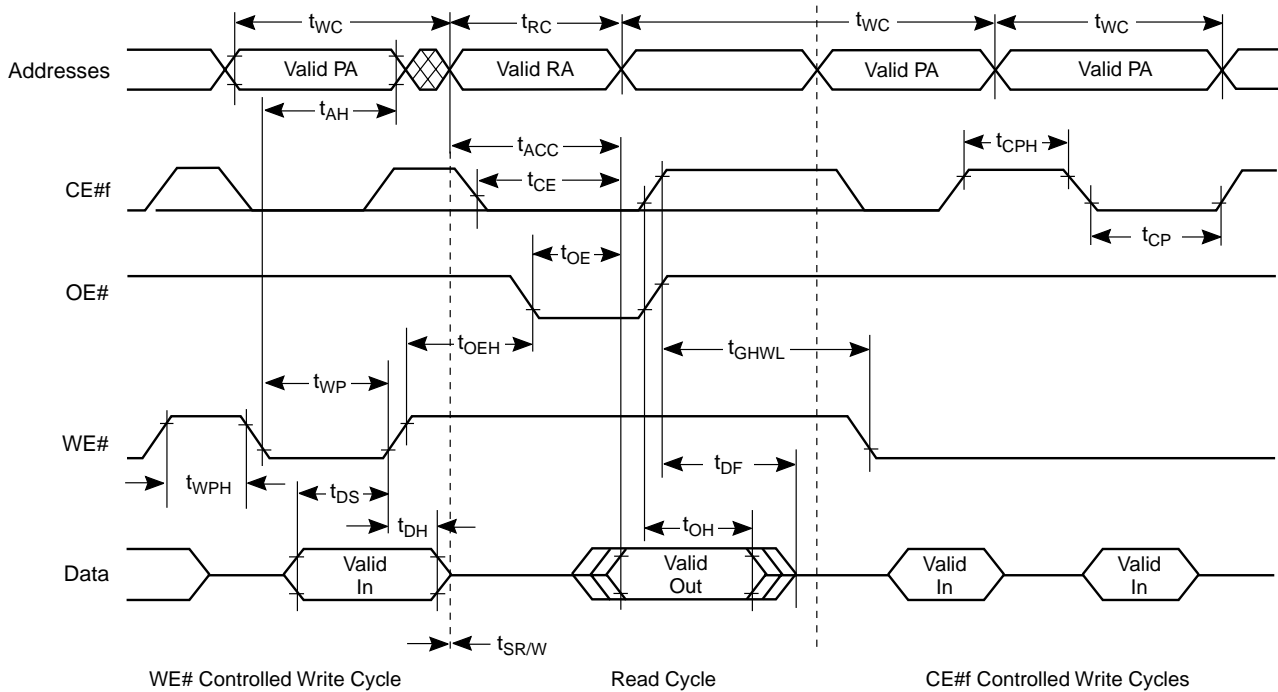 tWC tRC tWC tWC
Addresses Valid PA Valid RA Valid PA Valid PA
tAH
tACC tCPH
CE#f tCE
tCP
tOE
OE#
tOEH tGHWL
tWP
WE#
tWPH tDS tDF
tDH tOH
Data Valid In Valid Out Valid In Valid In
tSR/W
WE# Controlled Write Cycle Read Cycle CE#f Controlled Write Cycles